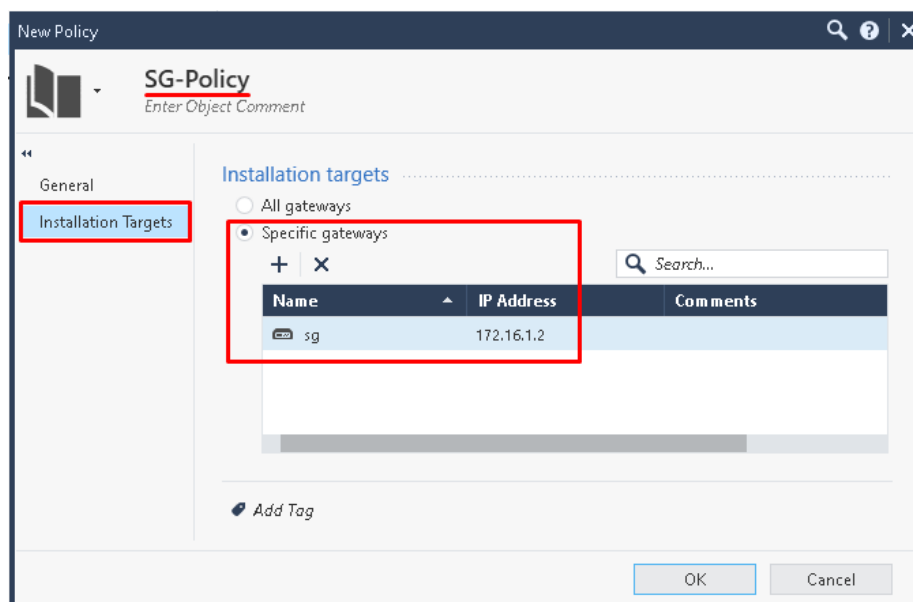 New Policy
SG-Policy
Enter Object Comment
General
Installation Targets
Installation targets
All gateways
Specific gateways
Search...
Name IP Address Comments
sg 172.16.1.2
Add Tag
OK Cancel